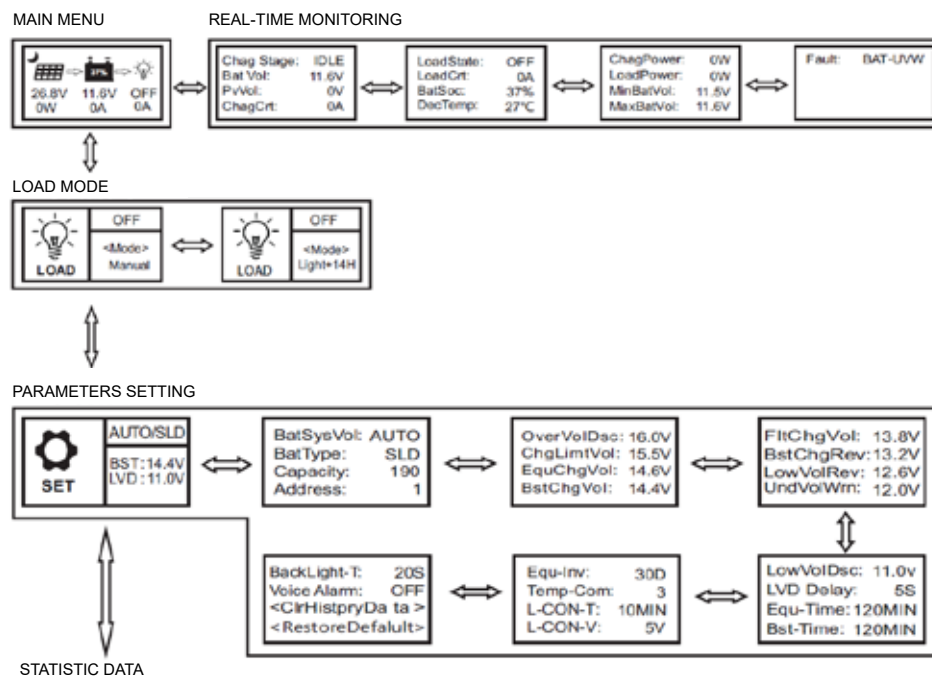 MAIN MENU
REAL-TIME MONITORING
37%
26.8V 11.6V OFF
0W 0A 0A
Chag Stage: IDLE
Bat Vol: 11.6V
PvVol: 0V
ChagCrt: 0A
LoadState: OFF
LoadCrt: 0A
BatSoc: 37%
DecTemp: 27℃
ChagPower: 0W
LoadPower: 0W
MinBatVol: 11.5V
MaxBatVol: 11.6V
Fault: BAT-UVW
LOAD MODE
LOAD
OFF
<Mode>
Manual
LOAD
OFF
<Mode>
Light+14H
PARAMETERS SETTING
SET
AUTO/SLD
BST:14.4V
LVD:11.0V
BatSysVol: AUTO
BatType: SLD
Capacity: 190
Address: 1
OverVolDsc: 16.0V
ChgLimtVol: 15.5V
EquChgVol: 14.6V
BstChgVol: 14.4V
FltChgVol: 13.8V
BstChgRev: 13.2V
LowVolRev: 12.6V
UndVolWrn: 12.0V
BackLight-T: 20S
Voice Alarm: OFF
<ClrHistpryDa ta >
<RestoreDefalult>
Equ-Inv: 30D
Temp-Com: 3
L-CON-T: 10MIN
L-CON-V: 5V
LowVolDsc: 11.0v
LVD Delay: 5S
Equ-Time: 120MIN
Bst-Time: 120MIN
STATISTIC DATA